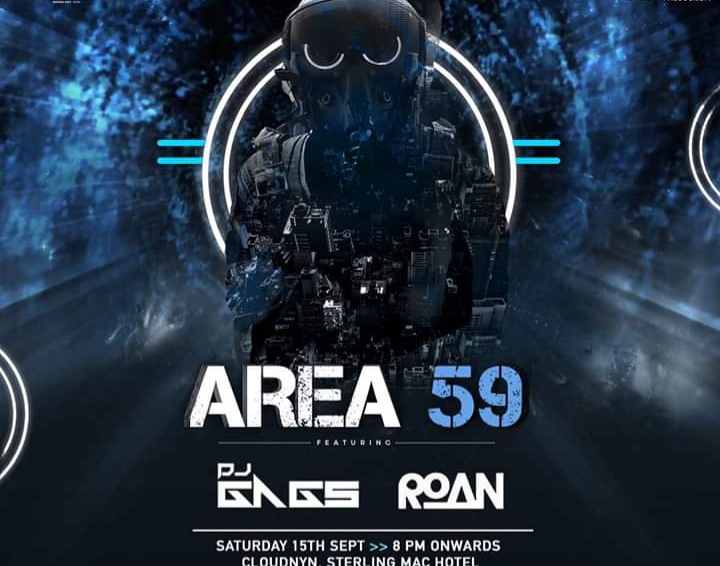 AREA 59
FEATURING
DJ
GAGS ROAN
SATURDAY 15TH SEPT >> 8 PM ONWARDS
CLOUDNYN, STERLING MAC HOTEL